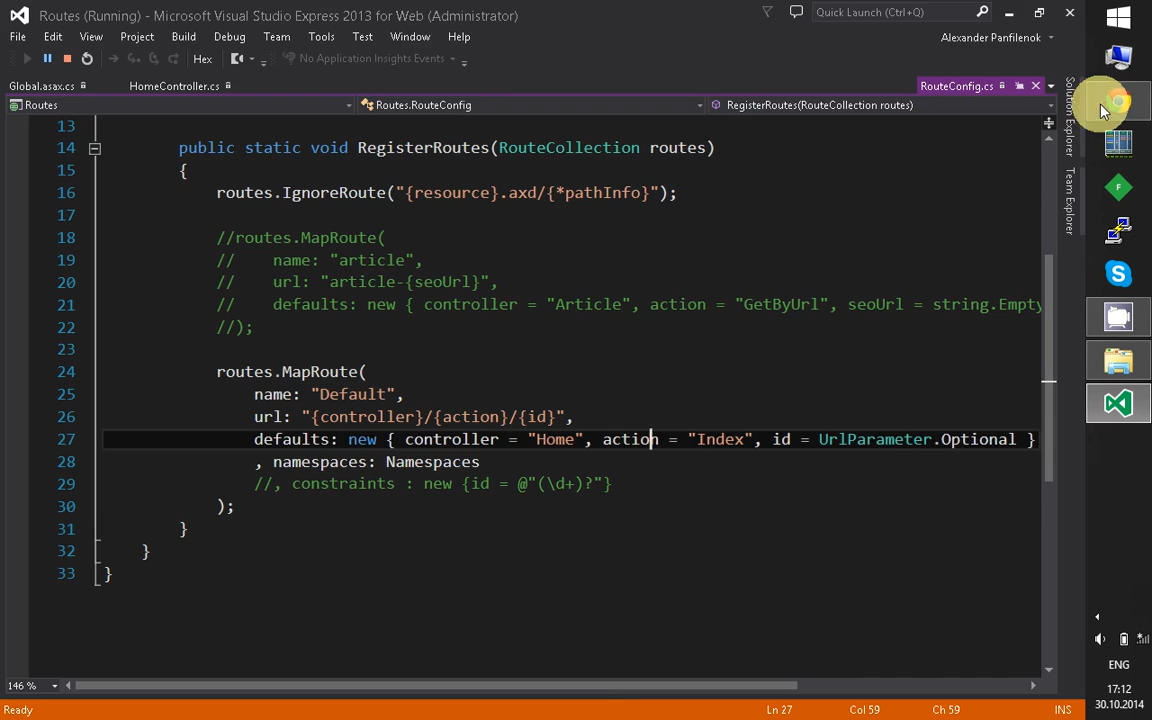 Routes (Running) - Microsoft Visual Studio Express 2013 for Web (Administrator)
Quick Launch (Ctrl+Q)
File Edit View Project Build Debug Team Tools Test Window Help
Alexander Panfilenok
Hex
No Application Insights Events
Global.asax.cs HomeController.cs RouteConfig.cs
Routes Routes.RouteConfig RegisterRoutes(RouteCollection routes)
13
14 public static void RegisterRoutes(RouteCollection routes)
15 {
16 routes.IgnoreRoute("{resource}.axd/{*pathInfo}");
17
18 //routes.MapRoute(
19 // name: "article",
20 // url: "article-{seoUrl}",
21 // defaults: new { controller = "Article", action = "GetByUrl", seoUrl = string.Empty
22 //);
23
24 routes.MapRoute(
25 name: "Default",
26 url: "{controller}/{action}/{id}",
27 defaults: new { controller = "Home", action = "Index", id = UrlParameter.Optional }
28 , namespaces: Namespaces
29 //, constraints : new {id = @"(\d+)?"}
30 );
31 }
32 }
33 }
146 %
Ready Ln 27 Col 59 Ch 59 INS
Solution Explorer
Team Explorer
F
ENG
17:12
30.10.2014